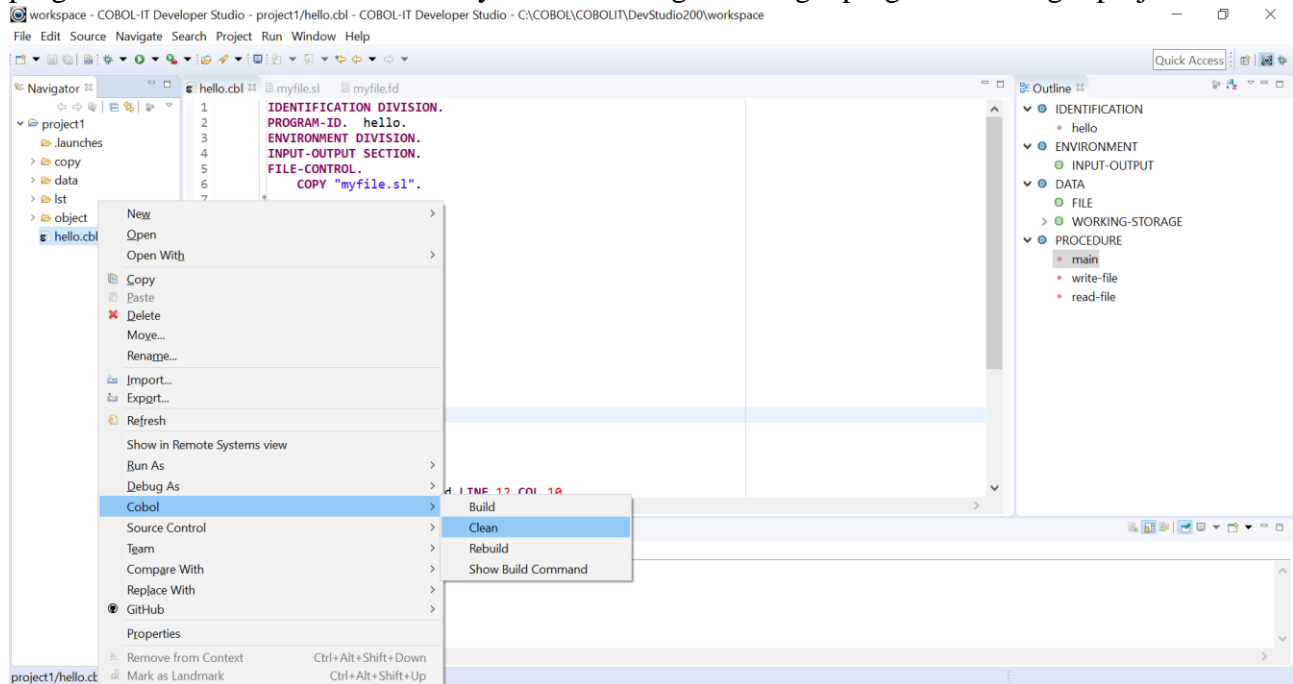 workspace - COBOL-IT Developer Studio - project1/hello.cbl - COBOL-IT Developer Studio - C:\COBOL\COBOLIT\DevStudio200\workspace
File Edit Source Navigate Search Project Run Window Help
Quick Access
Navigator
project1
.launches
copy
data
lst
object
hello.cbl
hello.cbl myfile.sl myfile.fd
1 IDENTIFICATION DIVISION.
2 PROGRAM-ID. hello.
3 ENVIRONMENT DIVISION.
4 INPUT-OUTPUT SECTION.
5 FILE-CONTROL.
6 COPY "myfile.sl".
7 *
LINE 12 COL 10
New
Open
Open With
Copy
Paste
Delete
Move...
Rename...
Import...
Export...
Refresh
Show in Remote Systems view
Run As
Debug As
Cobol
Source Control
Team
Compare With
Replace With
GitHub
Properties
Remove from Context Ctrl+Alt+Shift+Down
Mark as Landmark Ctrl+Alt+Shift+Up
Build
Clean
Rebuild
Show Build Command
Outline
IDENTIFICATION
hello
ENVIRONMENT
INPUT-OUTPUT
DATA
FILE
WORKING-STORAGE
PROCEDURE
main
write-file
read-file
project1/hello.cb